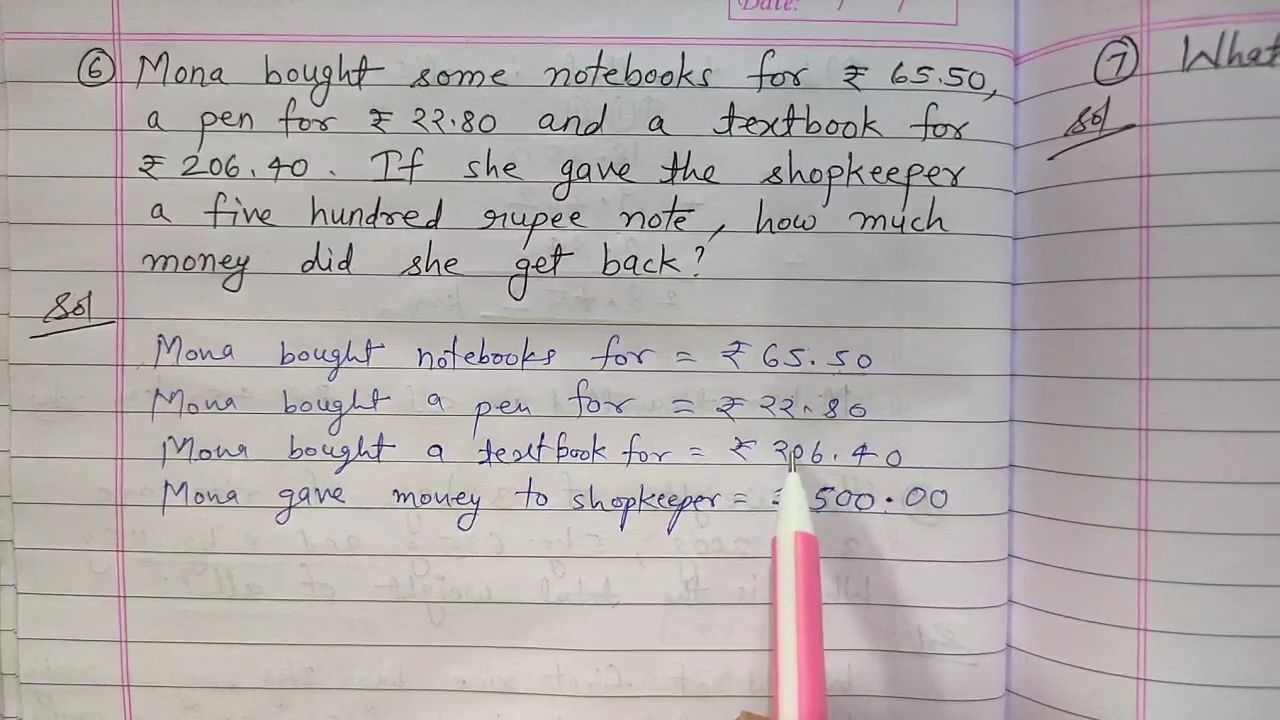 Date: / /
⑥ Mona bought some notebooks for ₹ 65.50,
a pen for ₹ 22.80 and a textbook for
₹ 206.40. If she gave the shopkeeper
a five hundred rupee note, how much
money did she get back?
Sol
Mona bought notebooks for = ₹ 65.50
Mona bought a pen for = ₹ 22.80
Mona bought a textbook for = ₹ 206.40
Mona gave money to shopkeeper = ₹ 500.00
⑦ What
Sol